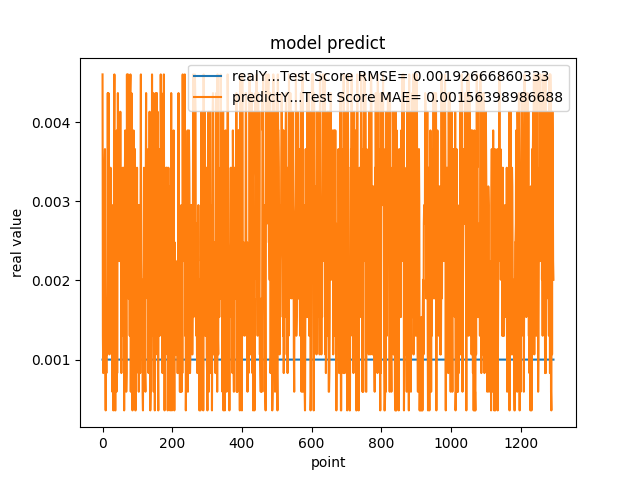 model predict
realY...Test Score RMSE= 0.00192666860333
predictY...Test Score MAE= 0.00156398986688
0.004
0.003
0.002
0.001
real value
0 200 400 600 800 1000 1200
point